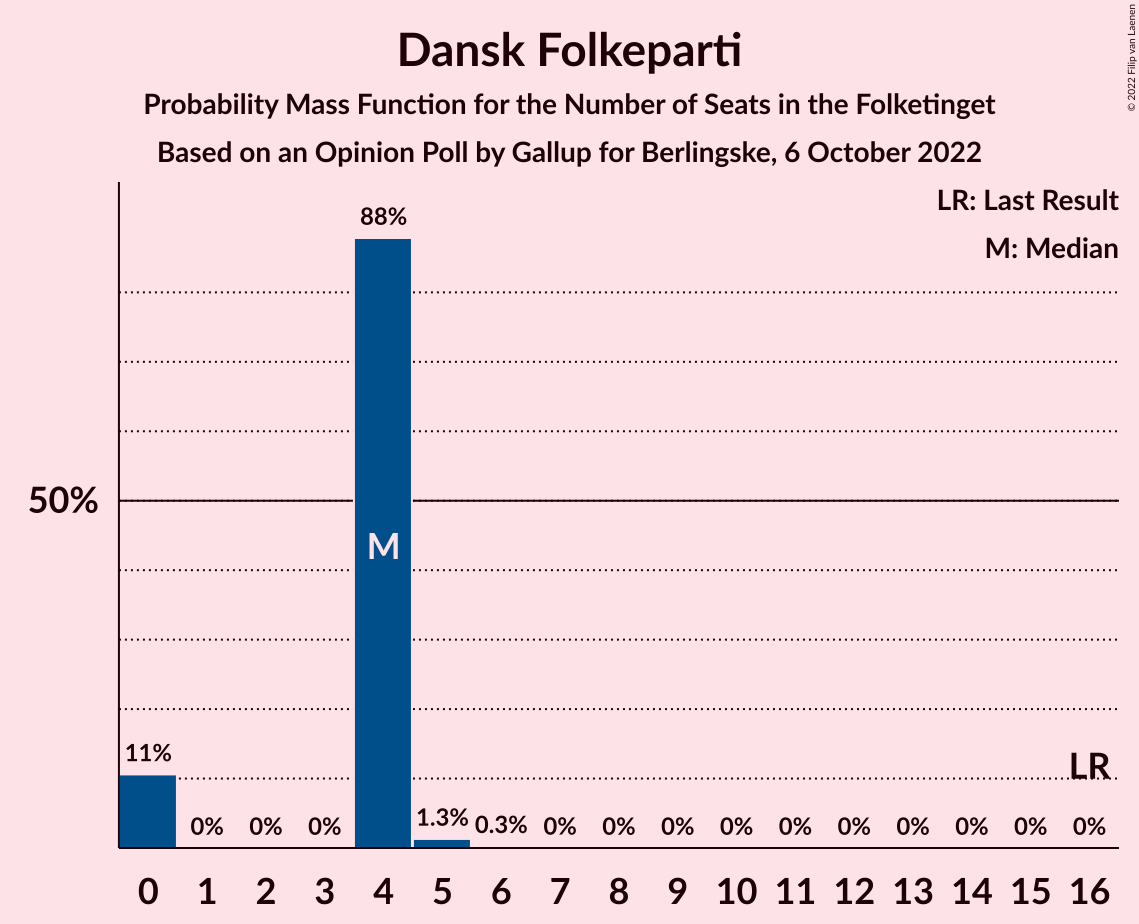 Dansk Folkeparti
Probability Mass Function for the Number of Seats in the Folketinget
Based on an Opinion Poll by Gallup for Berlingske, 6 October 2022
© 2022 Filip van Laenen
LR: Last Result
M: Median
88%
50%
M
11%
0% 0% 0% 1.3% 0.3% 0% 0% 0% 0% 0% 0% 0% 0% 0% 0%
LR
0 1 2 3 4 5 6 7 8 9 10 11 12 13 14 15 16